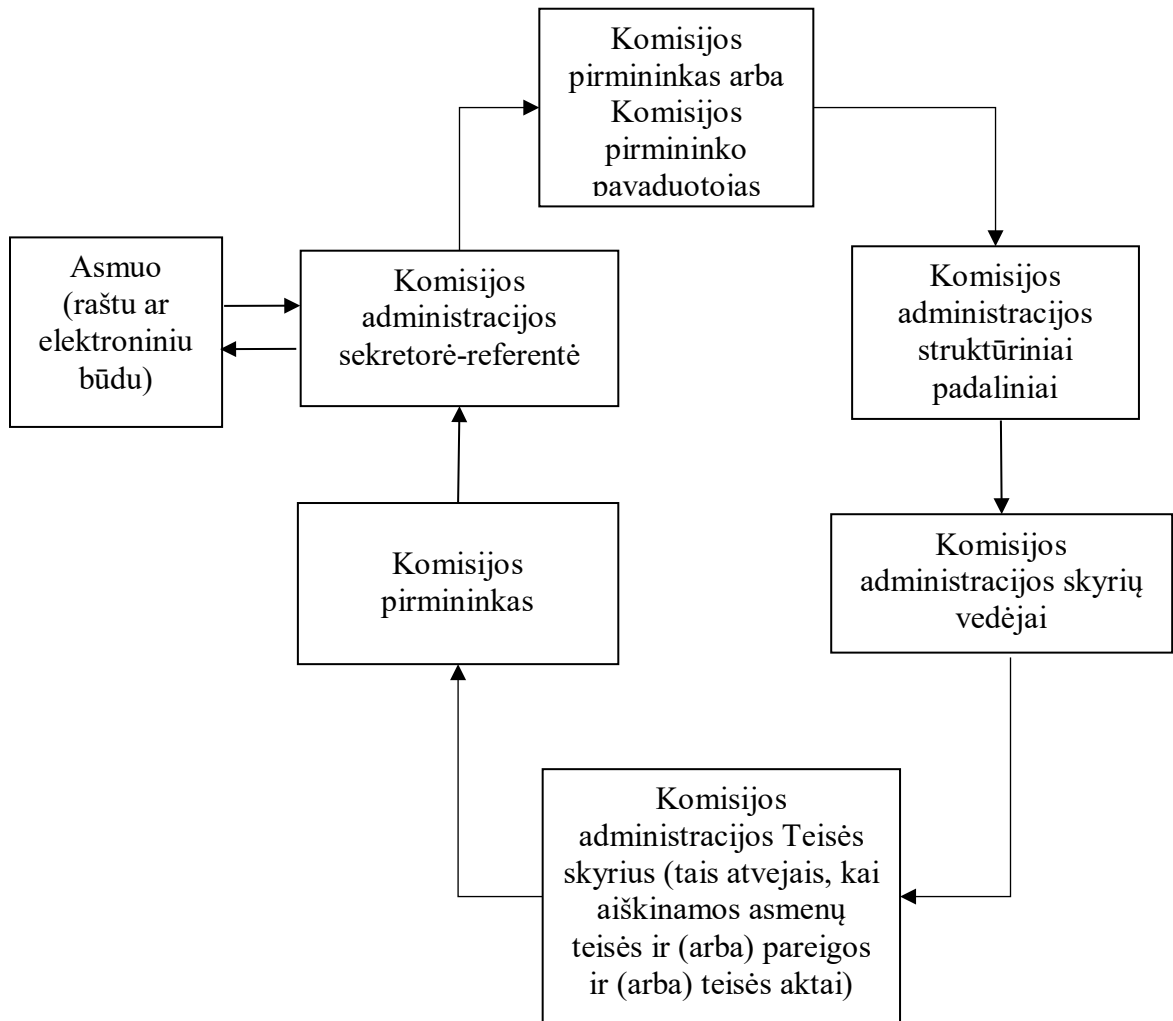 Komisijos
pirmininkas arba
Komisijos
pirmininko
pavaduotojas
Asmuo
(raštu ar
elektroniniu
būdu)
Komisijos
administracijos
sekretorė-referentė
Komisijos
administracijos
struktūriniai
padaliniai
Komisijos
administracijos skyrių
vedėjai
Komisijos
pirmininkas
Komisijos
administracijos Teisės
skyrius (tais atvejais, kai
aiškinamos asmenų
teisės ir (arba) pareigos
ir (arba) teisės aktai)